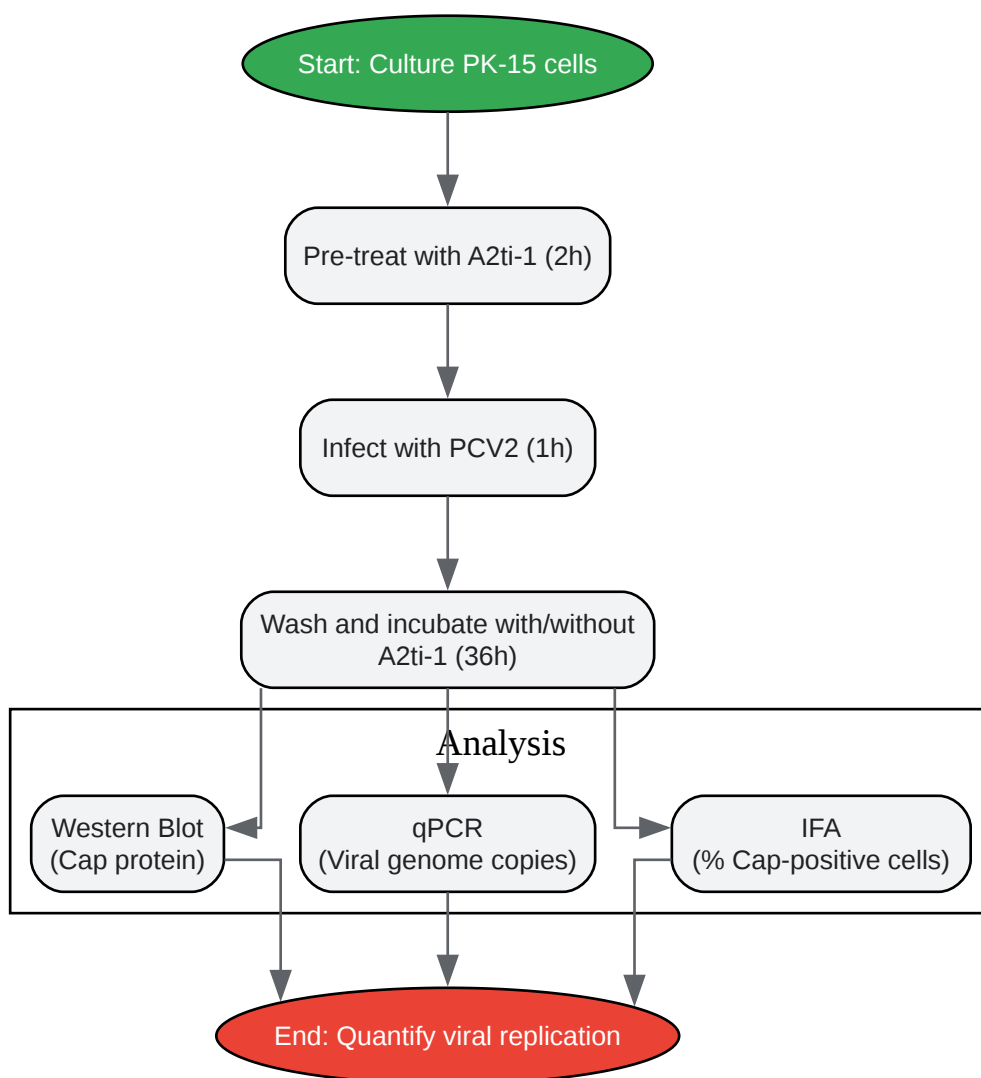 Start: Culture PK-15 cells
Pre-treat with A2ti-1 (2h)
Infect with PCV2 (1h)
Wash and incubate with/without
A2ti-1 (36h)
Analysis
Western Blot
(Cap protein)
qPCR
(Viral genome copies)
IFA
(% Cap-positive cells)
End: Quantify viral replication